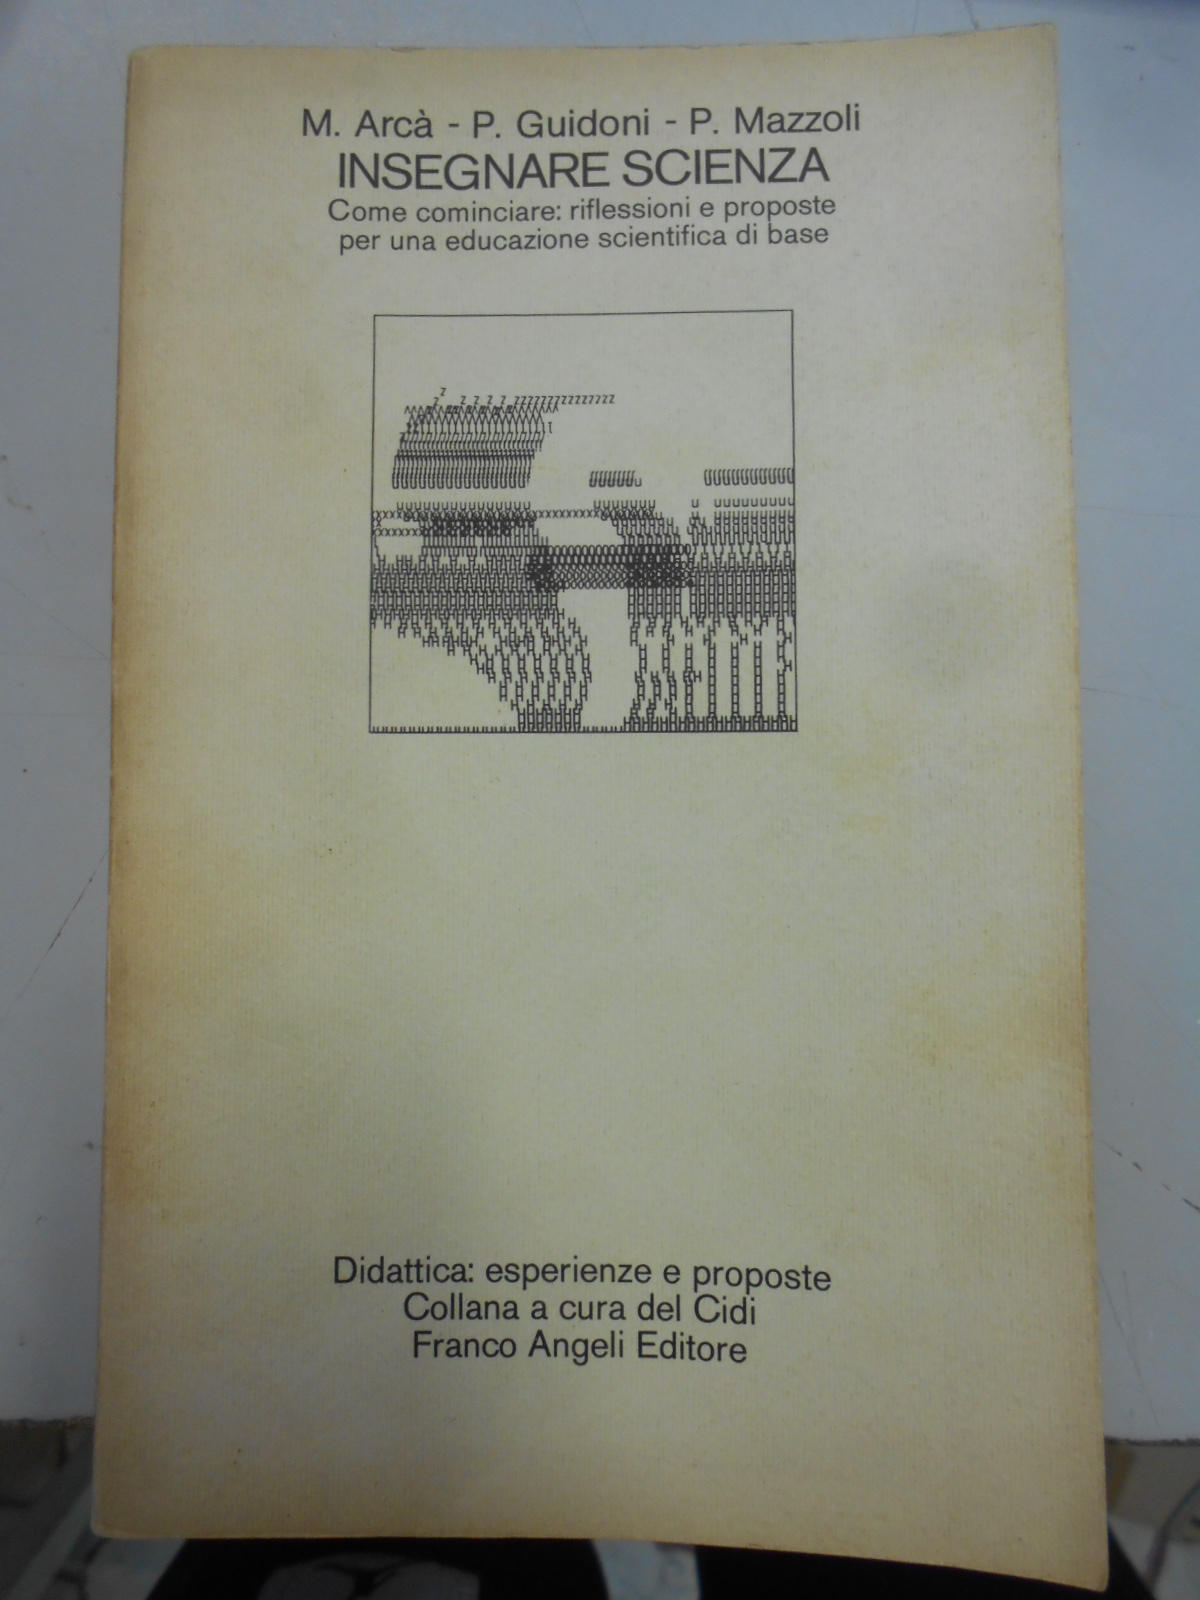 M. Arcà - P. Guidoni - P. Mazzoli
INSEGNARE SCIENZA
Come cominciare: riflessioni e proposte
per una educazione scientifica di base
Didattica: esperienze e proposte
Collana a cura del Cidi
Franco Angeli Editore